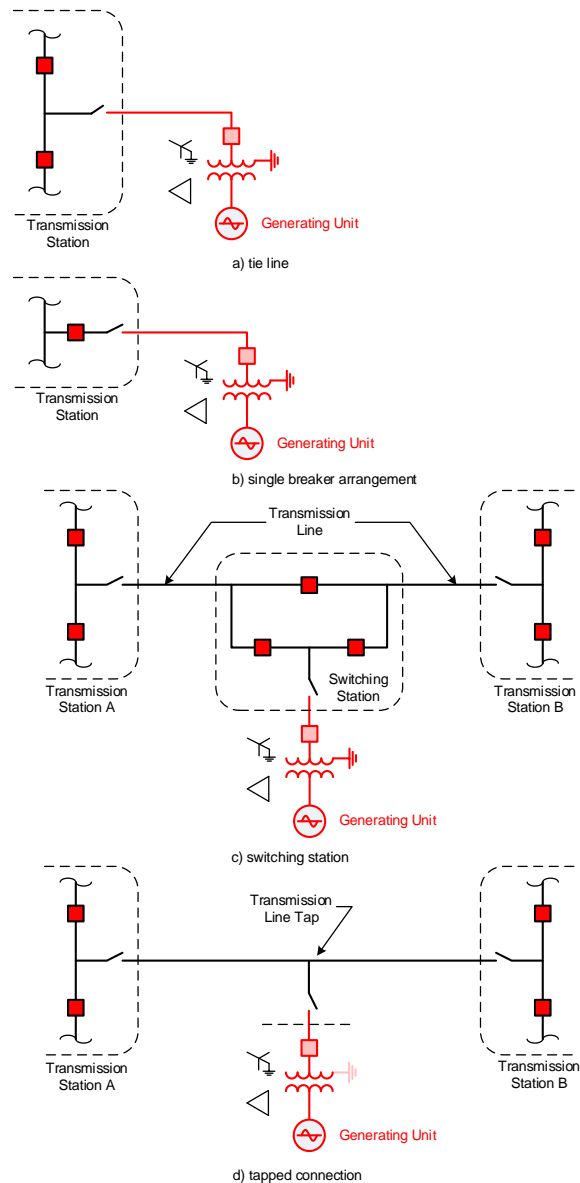 Transmission
Station
Generating Unit
a) tie line
Transmission
Station
Generating Unit
b) single breaker arrangement
Transmission
Line
Switching
Station
Transmission
Station A
Transmission
Station B
Generating Unit
c) switching station
Transmission
Line Tap
Transmission
Station A
Transmission
Station B
Generating Unit
d) tapped connection